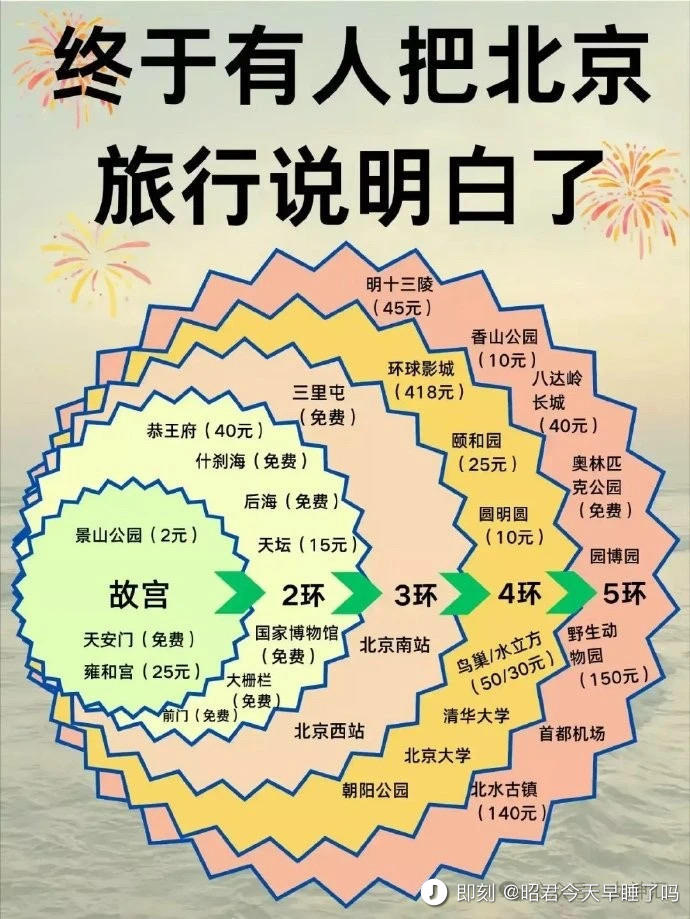 终于有人把北京
旅行说明白了
明十三陵
（45元）
香山公园
（10元）
八达岭
长城
（40元）
环球影城
（418元）
三里屯
（免费）
恭王府（40元）
什刹海（免费）
颐和园
（25元）
奥林匹
克公园
（免费）
后海（免费）
圆明圆
（10元）
景山公园（2元）
天坛（15元）
园博园
故宫
2环
3环
4环
5环
天安门（免费）
国家博物馆
（免费）
北京南站
鸟巢/水立方
（50/30元）
野生动
物园
（150元）
雍和宫（25元）
大栅栏
（免费）
前门（免费）
北京西站
清华大学
首都机场
北京大学
朝阳公园
北水古镇
（140元）
即刻 @昭君今天早睡了吗